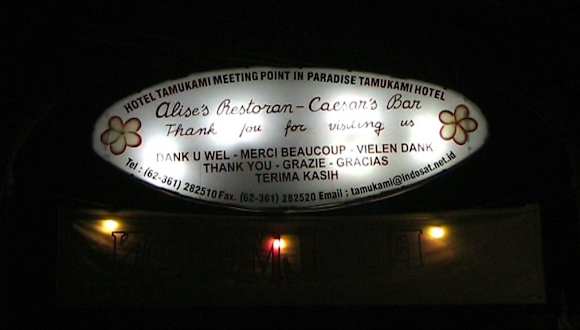 HOTEL TAMUKAMI MEETING POINT IN PARADISE TAMUKAMI HOTEL
Alise's Restoran - Caesar's Bar
Thank you for visiting us
DANK U WEL - MERCI BEAUCOUP - VIELEN DANK
THANK YOU - GRAZIE - GRACIAS
TERIMA KASIH
Tel : (62-361) 282510 Fax. (62-361) 282520 Email : tamukami@indosat.net.id